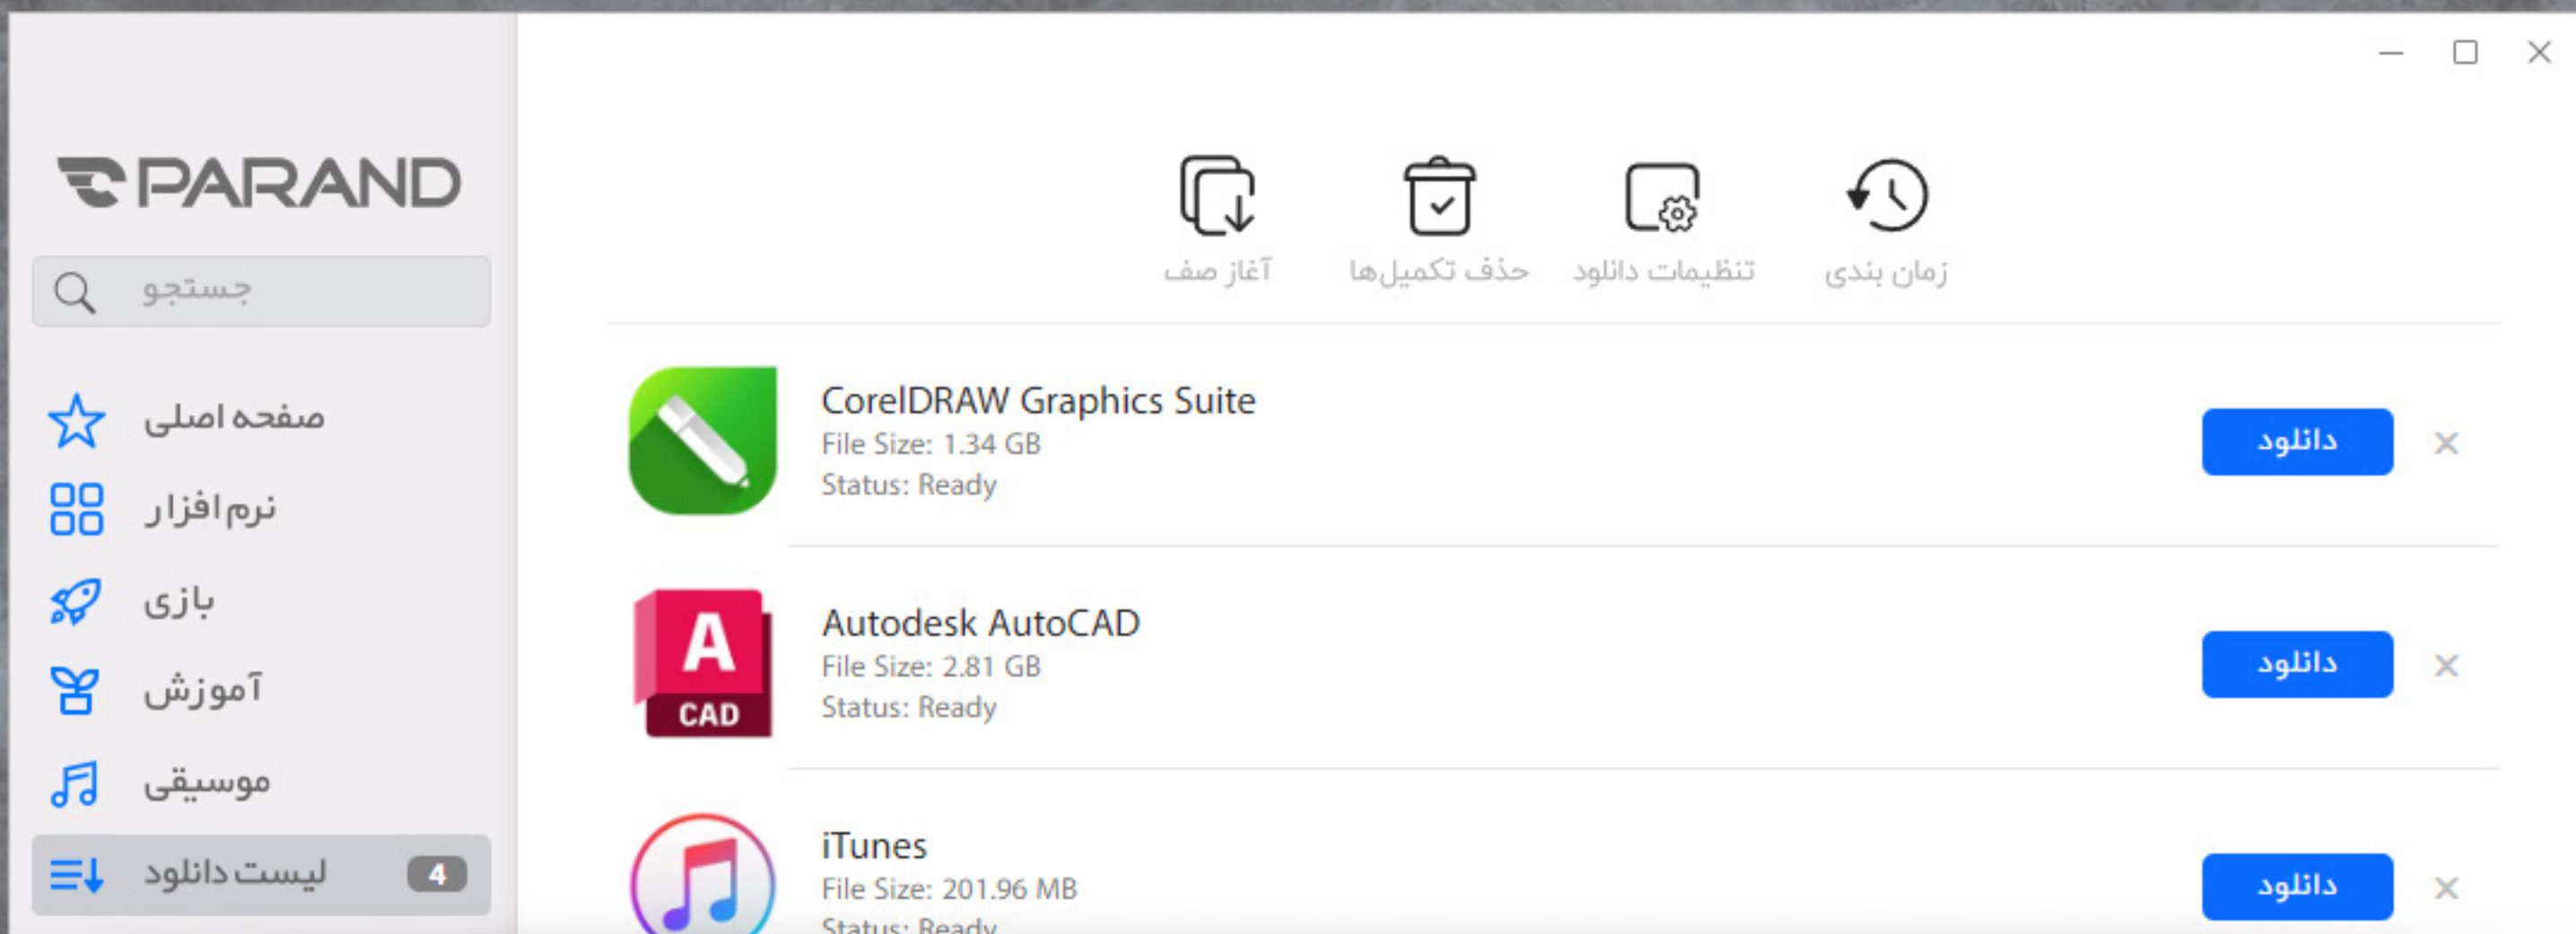 PARAND
جستجو
صفحه اصلی
نرم افزار
بازی
آموزش
موسیقی
لیست دانلود
4
زمان بندی
تنظیمات دانلود
حذف تکمیل‌ها
آغاز صف
CorelDRAW Graphics Suite
File Size: 1.34 GB
Status: Ready
دانلود
Autodesk AutoCAD
File Size: 2.81 GB
Status: Ready
دانلود
A
CAD
iTunes
File Size: 201.96 MB
Status: Ready
دانلود